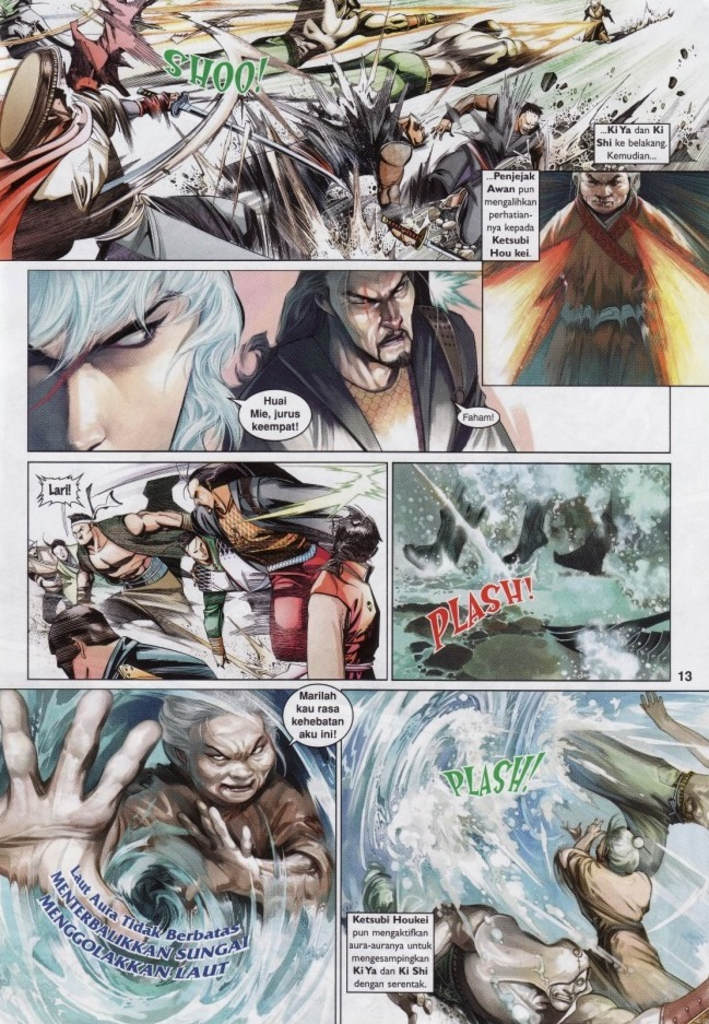 SHOO!
...Ki Ya dan Ki
Shi ke belakang.
Kemudian...
...Penjejak
Awan pun
mengalihkan
perhatian-
nya kepada
Ketsubi
Hou kei.
Huai
Mie, jurus
keempat!
Faham!
Lari!
PLASH!
13
Marilah
kau rasa
kehebatan
aku ini!
Laut Aura Tidak Berbatas
MENTERBALIKKAN SUNGAI
MENGGOLAKKAN LAUT
PLASH!
Ketsubi Houkei
pun mengaktifkan
aura-auranya untuk
mengesampingkan
Ki Ya dan Ki Shi
dengan serentak.